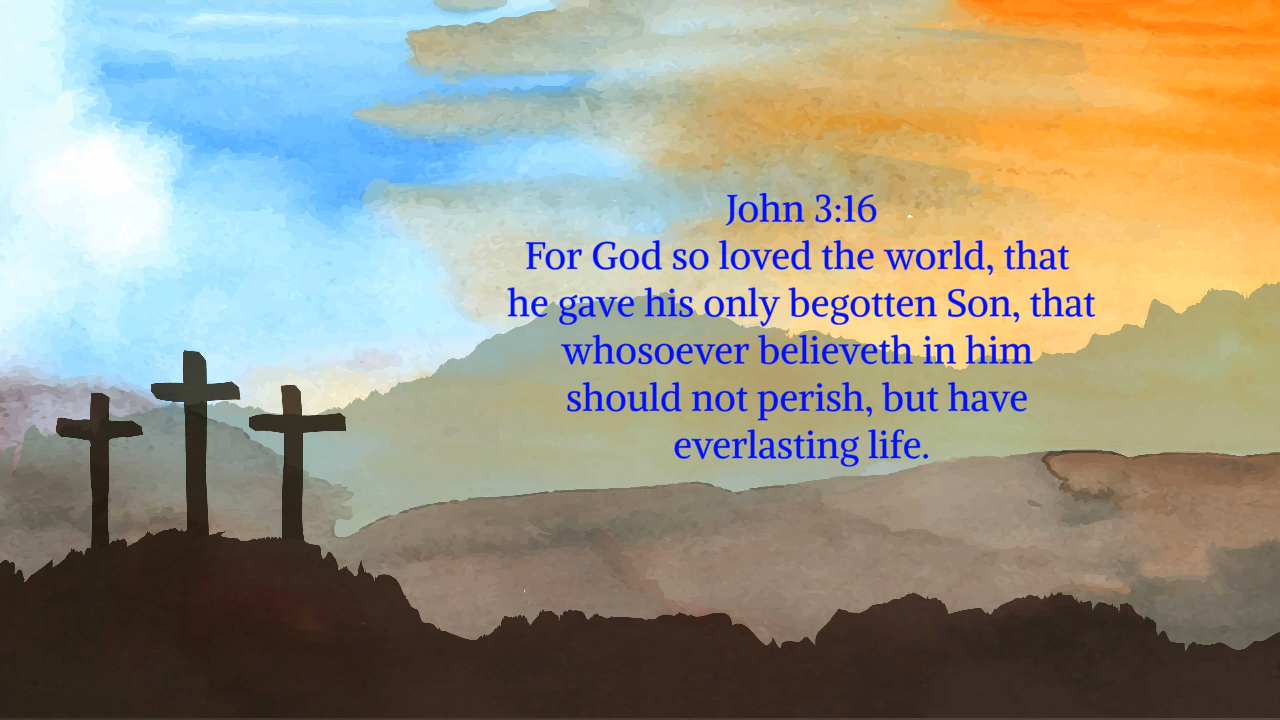 John 3:16
For God so loved the world, that
he gave his only begotten Son, that
whosoever believeth in him
should not perish, but have
everlasting life.